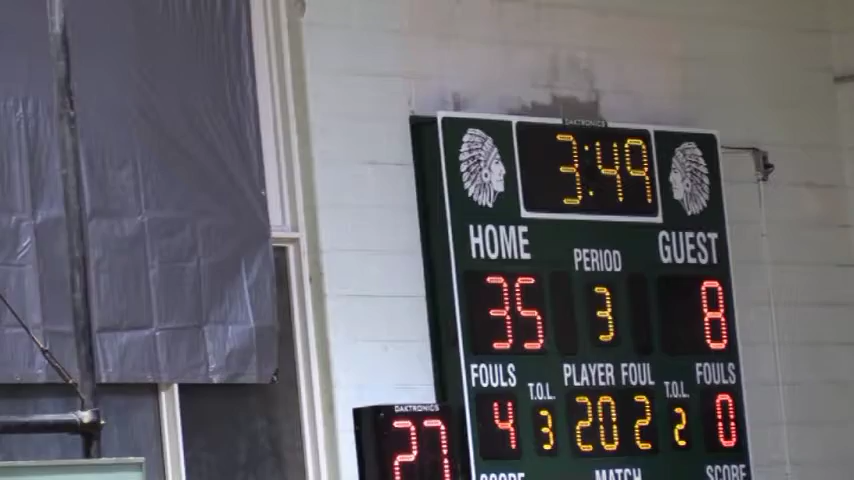 DAKTRONICS
3:49
HOME GUEST
PERIOD
35 3 8
FOULS T.O.L. PLAYER FOUL T.O.L. FOULS
4 3 20 2 2 0
DAKTRONICS
27
SCORE MATCH SCORE